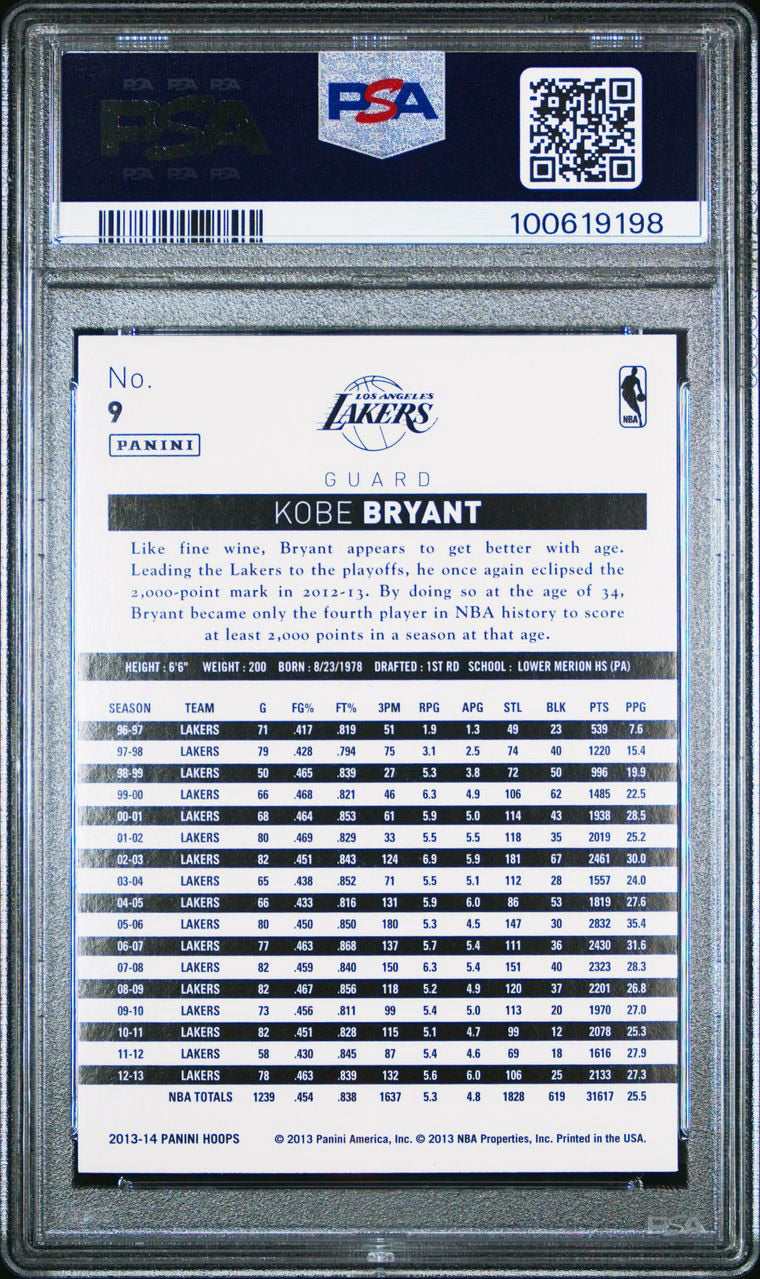 PSA PSA PSA
PSA
PSA PSA PSA
PSA
100619198
No.
9
PANINI
LOS ANGELES
LAKERS
NBA
GUARD
KOBE BRYANT
Like fine wine, Bryant appears to get better with age.
Leading the Lakers to the playoffs, he once again eclipsed the
2,000-point mark in 2012-13. By doing so at the age of 34,
Bryant became only the fourth player in NBA history to score
at least 2,000 points in a season at that age.
HEIGHT : 6'6" WEIGHT : 200 BORN : 8/23/1978 DRAFTED : 1ST RD SCHOOL : LOWER MERION HS (PA)
SEASON TEAM G FG% FT% 3PM RPG APG STL BLK PTS PPG
96-97 LAKERS 71 .417 .819 51 1.9 1.3 49 23 539 7.6
97-98 LAKERS 79 .428 .794 75 3.1 2.5 74 40 1220 15.4
98-99 LAKERS 50 .465 .839 27 5.3 3.8 72 50 996 19.9
99-00 LAKERS 66 .468 .821 46 6.3 4.9 106 62 1485 22.5
00-01 LAKERS 68 .464 .853 61 5.9 5.0 114 43 1938 28.5
01-02 LAKERS 80 .469 .829 33 5.5 5.5 118 35 2019 25.2
02-03 LAKERS 82 .451 .843 124 6.9 5.9 181 67 2461 30.0
03-04 LAKERS 65 .438 .852 71 5.5 5.1 112 28 1557 24.0
04-05 LAKERS 66 .433 .816 131 5.9 6.0 86 53 1819 27.6
05-06 LAKERS 80 .450 .850 180 5.3 4.5 147 30 2832 35.4
06-07 LAKERS 77 .463 .868 137 5.7 5.4 111 36 2430 31.6
07-08 LAKERS 82 .459 .840 150 6.3 5.4 151 40 2323 28.3
08-09 LAKERS 82 .467 .856 118 5.2 4.9 120 37 2201 26.8
09-10 LAKERS 73 .456 .811 99 5.4 5.0 113 20 1970 27.0
10-11 LAKERS 82 .451 .828 115 5.1 4.7 99 12 2078 25.3
11-12 LAKERS 58 .430 .845 87 5.4 4.6 69 18 1616 27.9
12-13 LAKERS 78 .463 .839 132 5.6 6.0 106 25 2133 27.3
NBA TOTALS 1239 .454 .838 1637 5.3 4.8 1828 619 31617 25.5
2013-14 PANINI HOOPS © 2013 Panini America, Inc. © 2013 NBA Properties, Inc. Printed in the USA.
PSA